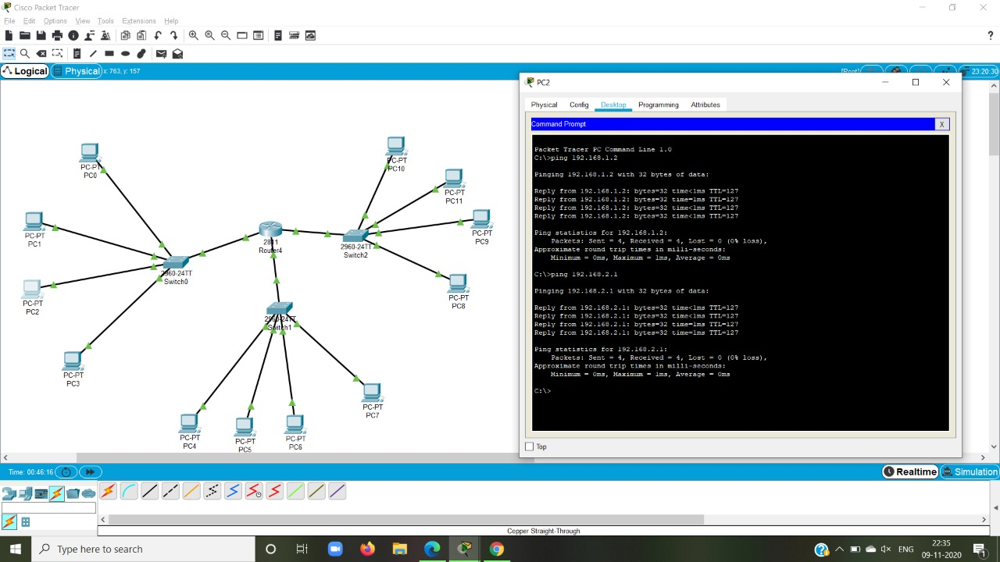 Cisco Packet Tracer
File Edit Options View Tools Extensions Help
?
Logical Physical x: 763, y: 157
[Root] 23:20:30
PC-PT
PC0
PC-PT
PC1
PC-PT
PC2
PC-PT
PC3
2960-24TT
Switch0
2811
Router4
2960-24TT
Switch2
2960-24TT
Switch1
PC-PT
PC10
PC-PT
PC11
PC-PT
PC9
PC-PT
PC8
PC-PT
PC7
PC-PT
PC4
PC-PT
PC5
PC-PT
PC6
PC2
Physical Config Desktop Programming Attributes
Command Prompt X
Packet Tracer PC Command Line 1.0
C:\>ping 192.168.1.2
Pinging 192.168.1.2 with 32 bytes of data:
Reply from 192.168.1.2: bytes=32 time<1ms TTL=127
Reply from 192.168.1.2: bytes=32 time=1ms TTL=127
Reply from 192.168.1.2: bytes=32 time<1ms TTL=127
Reply from 192.168.1.2: bytes=32 time<1ms TTL=127
Ping statistics for 192.168.1.2:
Packets: Sent = 4, Received = 4, Lost = 0 (0% loss),
Approximate round trip times in milli-seconds:
Minimum = 0ms, Maximum = 1ms, Average = 0ms
C:\>ping 192.168.2.1
Pinging 192.168.2.1 with 32 bytes of data:
Reply from 192.168.2.1: bytes=32 time<1ms TTL=127
Reply from 192.168.2.1: bytes=32 time<1ms TTL=127
Reply from 192.168.2.1: bytes=32 time=1ms TTL=127
Reply from 192.168.2.1: bytes=32 time=1ms TTL=127
Ping statistics for 192.168.2.1:
Packets: Sent = 4, Received = 4, Lost = 0 (0% loss),
Approximate round trip times in milli-seconds:
Minimum = 0ms, Maximum = 1ms, Average = 0ms
C:\>
Top
Time: 00:46:16
Realtime Simulation
Copper Straight-Through
Type here to search
ENG
22:35
09-11-2020
1